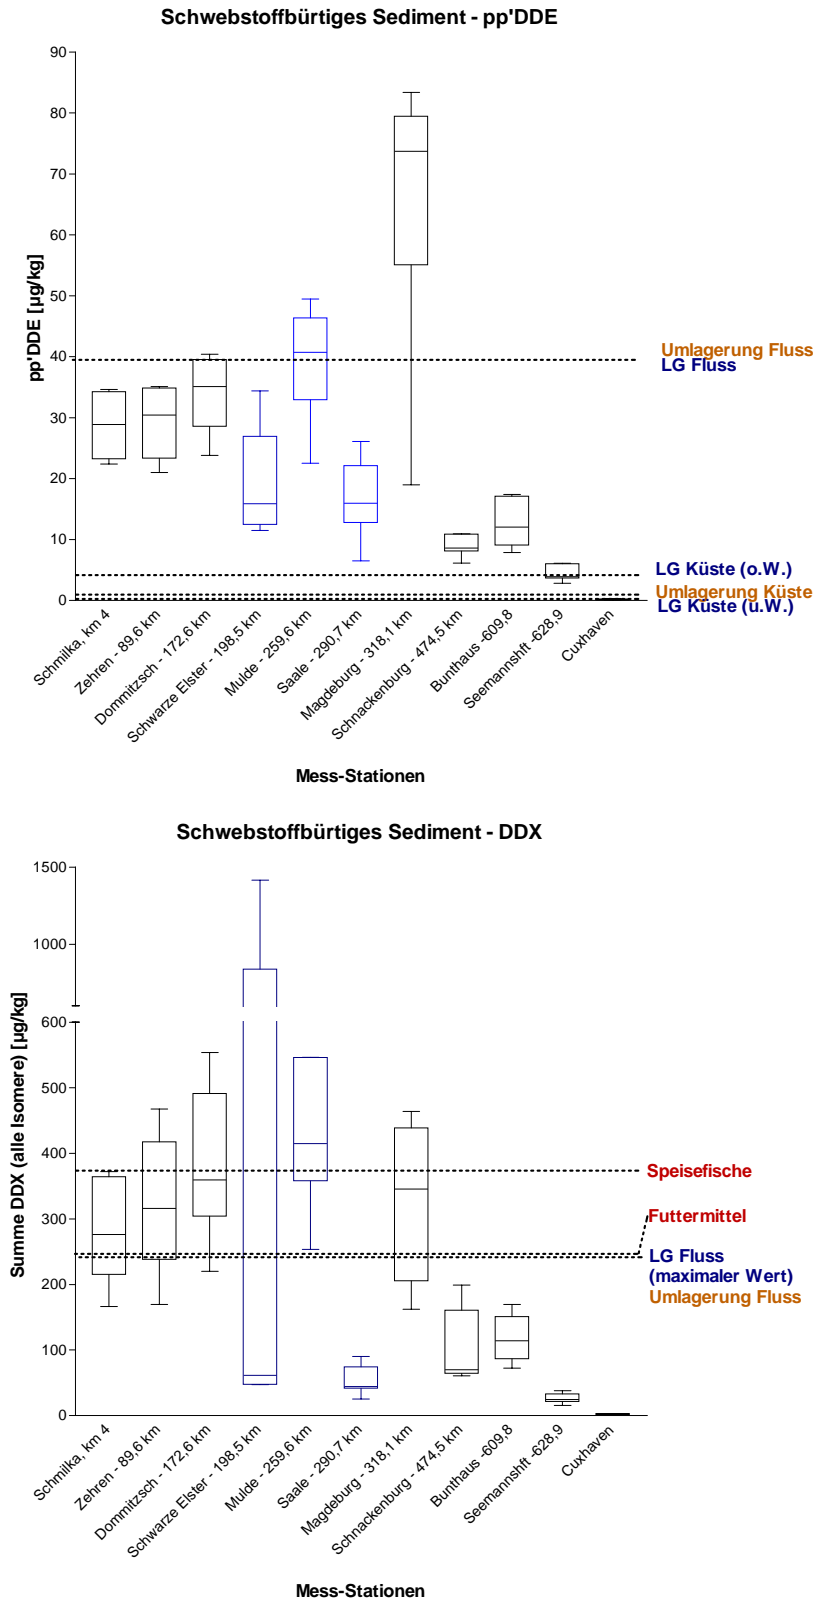 Schwebstoffbürtiges Sediment - pp'DDE
pp'DDE [µg/kg]
90
80
70
60
50
40
30
20
10
0
Umlagerung Fluss
LG Fluss
LG Küste (o.W.)
Umlagerung Küste
LG Küste (u.W.)
Schmilka, km 4
Zehren - 89,6 km
Dommitzsch - 172,6 km
Schwarze Elster - 198,5 km
Mulde - 259,6 km
Saale - 290,7 km
Magdeburg - 318,1 km
Schnackenburg - 474,5 km
Bunthaus -609,8
Seemannshft -628,9
Cuxhaven
Mess-Stationen
Schwebstoffbürtiges Sediment - DDX
Summe DDX (alle Isomere) [µg/kg]
1500
1000
600
500
400
300
200
100
0
Speisefische
Futtermittel
LG Fluss
(maximaler Wert)
Umlagerung Fluss
Schmilka, km 4
Zehren - 89,6 km
Dommitzsch - 172,6 km
Schwarze Elster - 198,5 km
Mulde - 259,6 km
Saale - 290,7 km
Magdeburg - 318,1 km
Schnackenburg - 474,5 km
Bunthaus -609,8
Seemannshft -628,9
Cuxhaven
Mess-Stationen